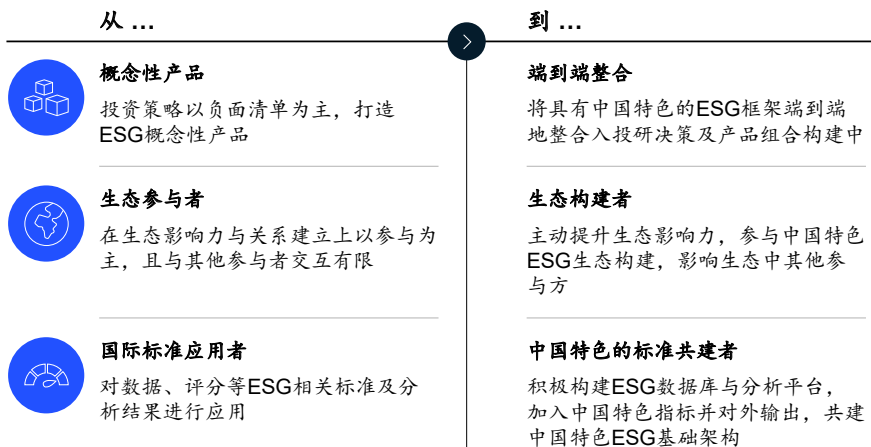 从 ...
到 ...
概念性产品
投资策略以负面清单为主，打造
ESG概念性产品
端到端整合
将具有中国特色的ESG框架端到端
地整合入投研决策及产品组合构建中
生态参与者
在生态影响力与关系建立上以参与为
主，且与其他参与者交互有限
生态构建者
主动提升生态影响力，参与中国特色
ESG生态构建，影响生态中其他参
与方
国际标准应用者
对数据、评分等ESG相关标准及分
析结果进行应用
中国特色的标准共建者
积极构建ESG数据库与分析平台，
加入中国特色指标并对外输出，共建
中国特色ESG基础架构